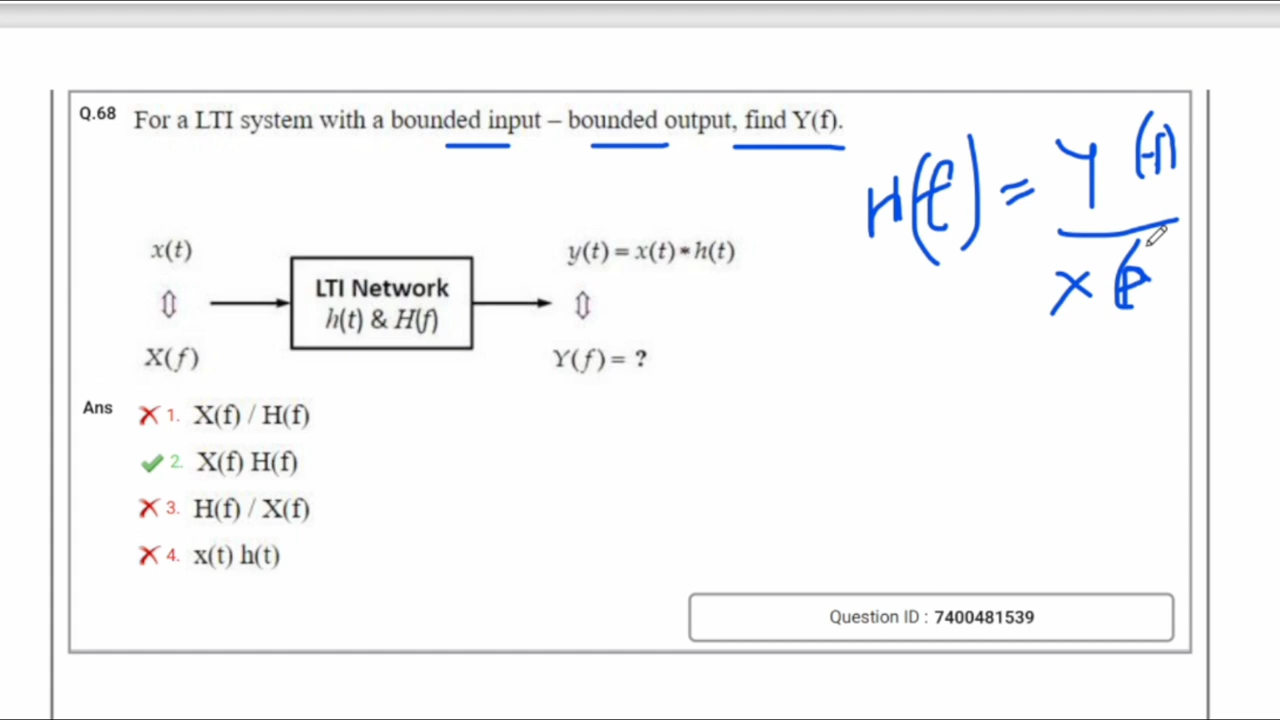 Q.68 For a LTI system with a bounded input – bounded output, find Y(f).
H(f) = Y(f)
X(f
x(t)
y(t) = x(t) * h(t)
LTI Network
h(t) & H(f)
X(f)
Y(f) = ?
Ans
1. X(f) / H(f)
2. X(f) H(f)
3. H(f) / X(f)
4. x(t) h(t)
Question ID : 7400481539